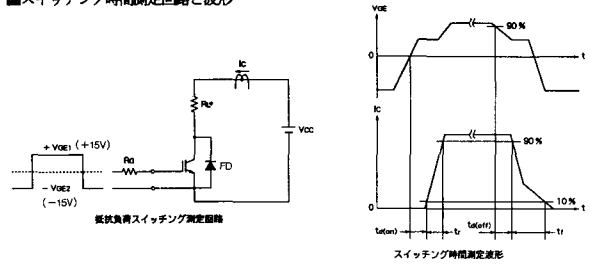 ■スイッチング時間測定回路と波形
Ic
RL*
Vcc
+ VGE1 (+15V)
RG
FD
- VGE2
(-15V)
抵抗負荷スイッチング測定回路
VGE
90%
0
t
Ic
90%
10%
0
t
td(on)
tr
td(off)
tf
スイッチング時間測定波形